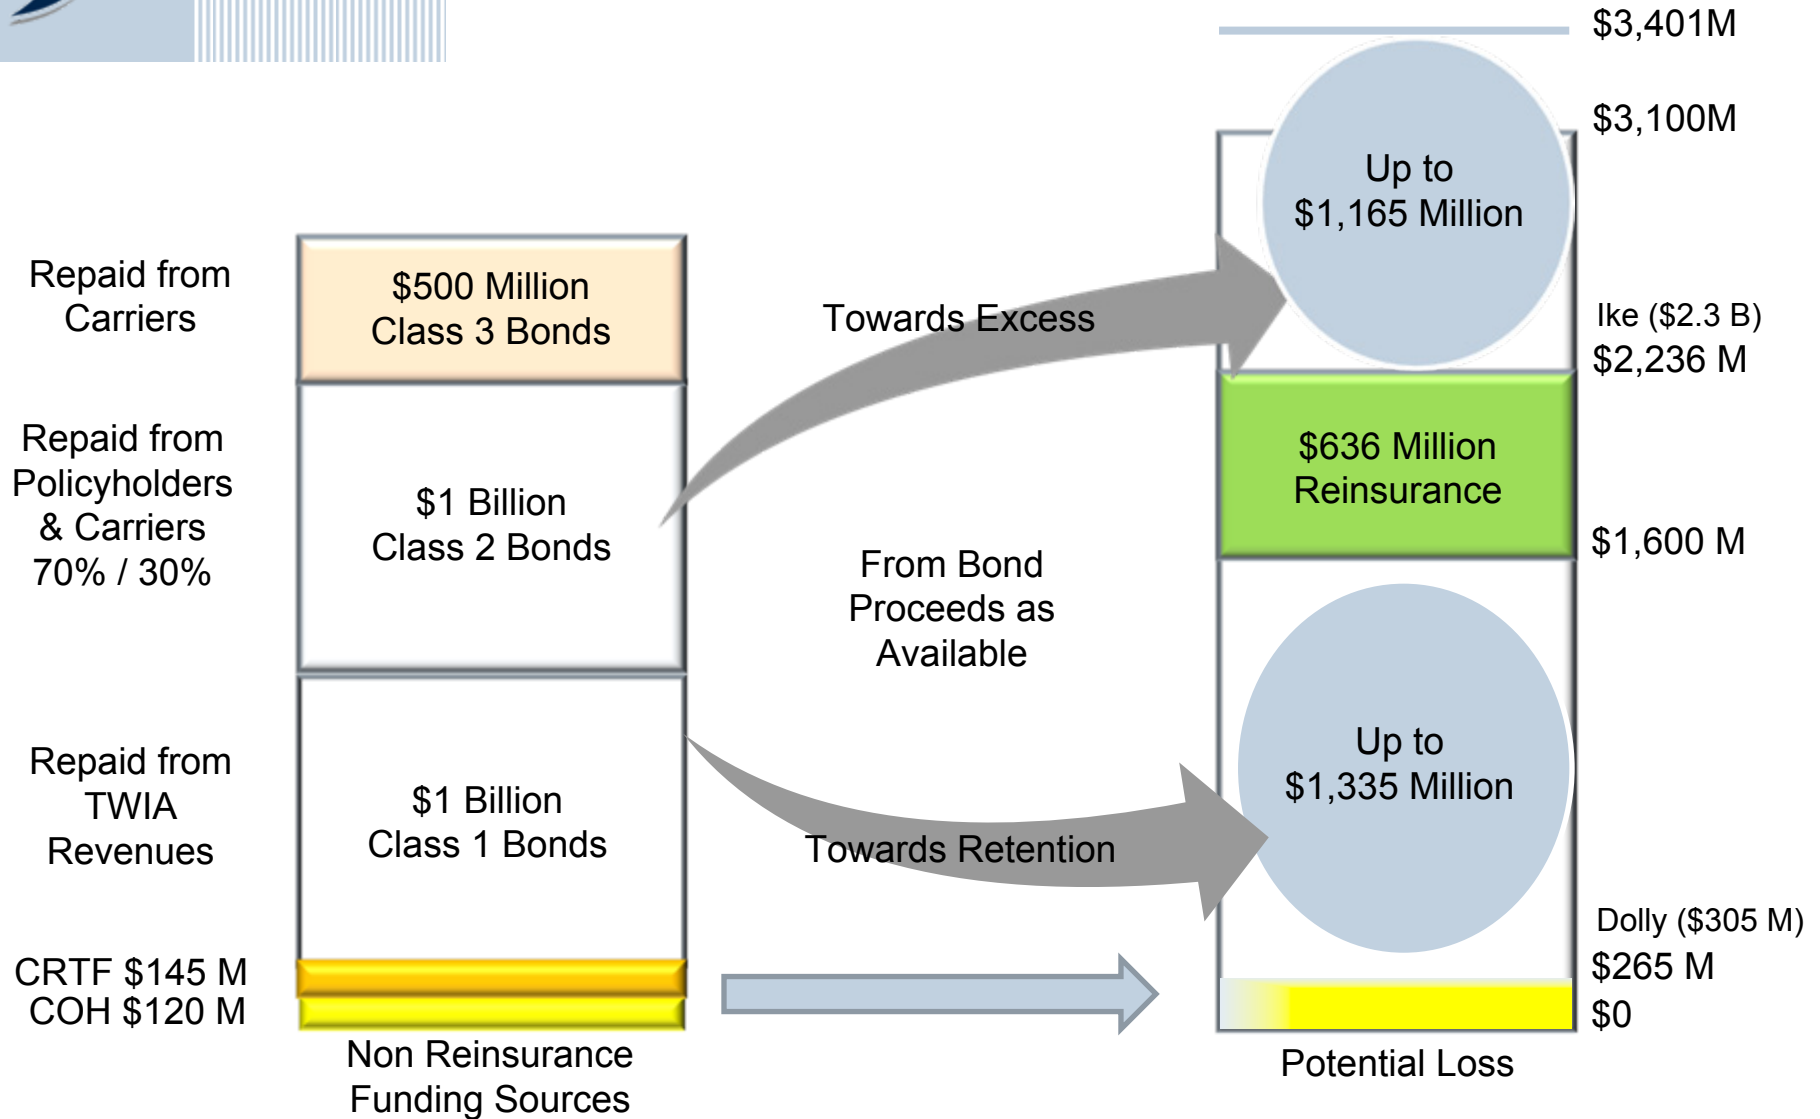 $3,401M
$3,100M
Up to
$1,165 Million
Repaid from
Carriers
$500 Million
Class 3 Bonds
Towards Excess
Ike ($2.3 B)
$2,236 M
Repaid from
Policyholders
& Carriers
70% / 30%
$1 Billion
Class 2 Bonds
$636 Million
Reinsurance
$1,600 M
From Bond
Proceeds as
Available
Repaid from
TWIA
Revenues
$1 Billion
Class 1 Bonds
Towards Retention
Up to
$1,335 Million
Dolly ($305 M)
$265 M
$0
CRTF $145 M
COH $120 M
Non Reinsurance
Funding Sources
Potential Loss